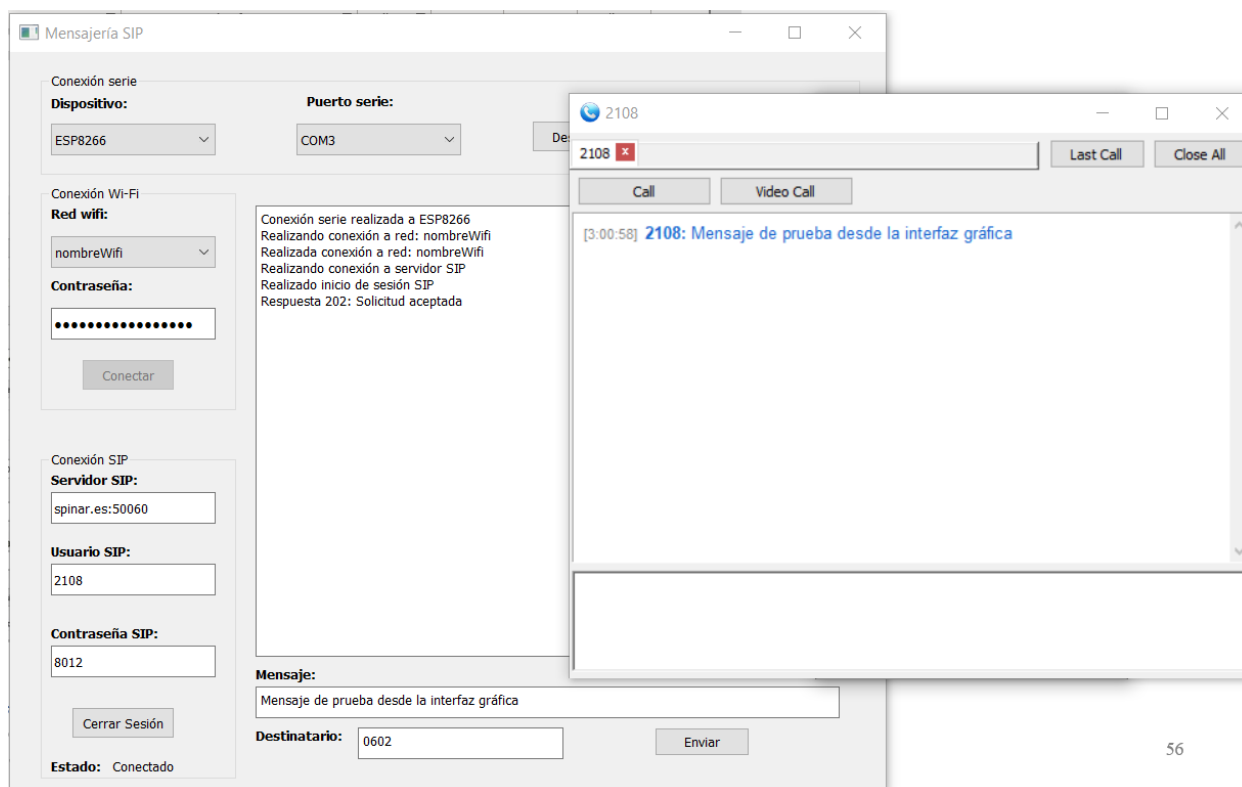 Mensajería SIP
Conexión serie
Dispositivo:
Puerto serie:
ESP8266
COM3
Conexión Wi-Fi
Red wifi:
nombreWifi
Contraseña:
•••••••••••••••••
Conectar
Conexión serie realizada a ESP8266
Realizando conexión a red: nombreWifi
Realizada conexión a red: nombreWifi
Realizando conexión a servidor SIP
Realizado inicio de sesión SIP
Respuesta 202: Solicitud aceptada
Conexión SIP
Servidor SIP:
spinar.es:50060
Usuario SIP:
2108
Contraseña SIP:
8012
Cerrar Sesión
Estado: Conectado
Mensaje:
Mensaje de prueba desde la interfaz gráfica
Destinatario:
0602
Enviar
2108
2108 x
Last Call
Close All
Call
Video Call
[3:00:58] 2108: Mensaje de prueba desde la interfaz gráfica
56